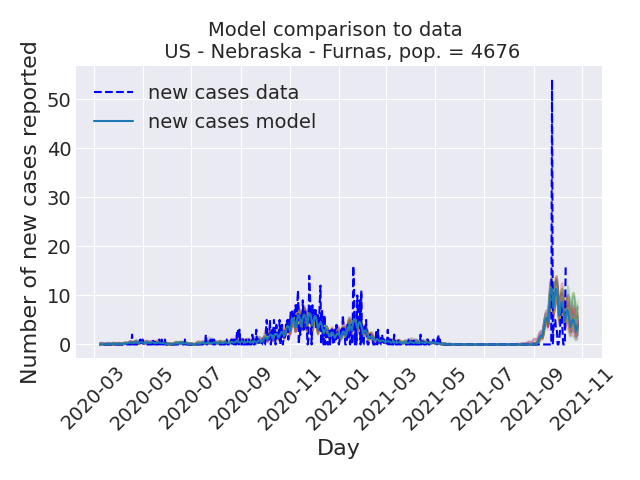 Model comparison to data
US - Nebraska - Furnas, pop. = 4676
Number of new cases reported
50
40
30
20
10
0
new cases data
new cases model
2020-03
2020-05
2020-07
2020-09
2020-11
2021-01
2021-03
2021-05
2021-07
2021-09
2021-11
Day